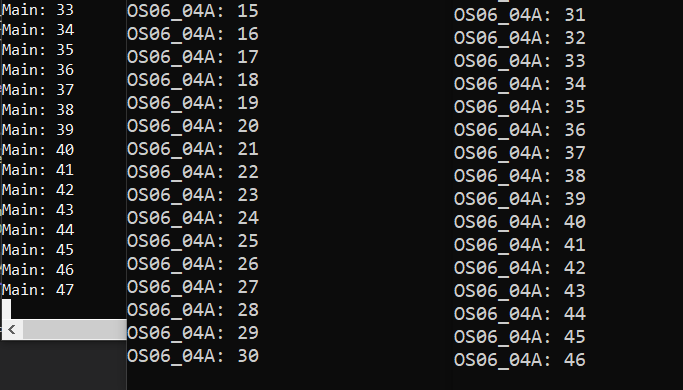 Main: 33
Main: 34
Main: 35
Main: 36
Main: 37
Main: 38
Main: 39
Main: 40
Main: 41
Main: 42
Main: 43
Main: 44
Main: 45
Main: 46
Main: 47
OS06_04A: 15
OS06_04A: 16
OS06_04A: 17
OS06_04A: 18
OS06_04A: 19
OS06_04A: 20
OS06_04A: 21
OS06_04A: 22
OS06_04A: 23
OS06_04A: 24
OS06_04A: 25
OS06_04A: 26
OS06_04A: 27
OS06_04A: 28
OS06_04A: 29
OS06_04A: 30
OS06_04A: 31
OS06_04A: 32
OS06_04A: 33
OS06_04A: 34
OS06_04A: 35
OS06_04A: 36
OS06_04A: 37
OS06_04A: 38
OS06_04A: 39
OS06_04A: 40
OS06_04A: 41
OS06_04A: 42
OS06_04A: 43
OS06_04A: 44
OS06_04A: 45
OS06_04A: 46